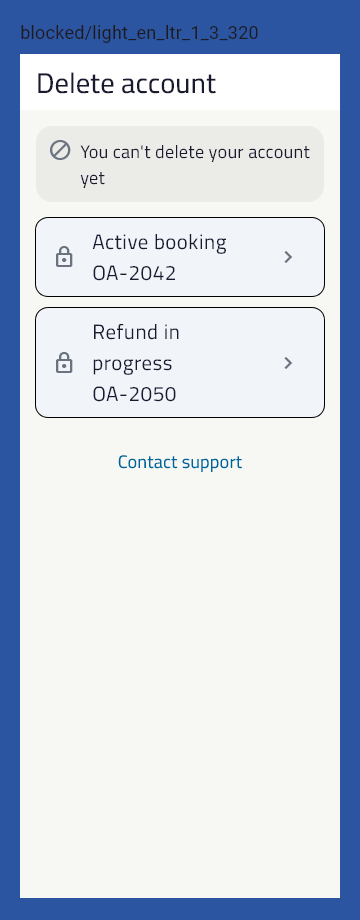 blocked/light_en_ltr_1_3_320
Delete account
You can't delete your account
yet
Active booking
OA-2042
Refund in
progress
OA-2050
Contact support